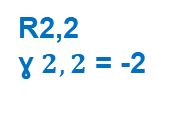 R2,2
ɣ 2,2 = -2